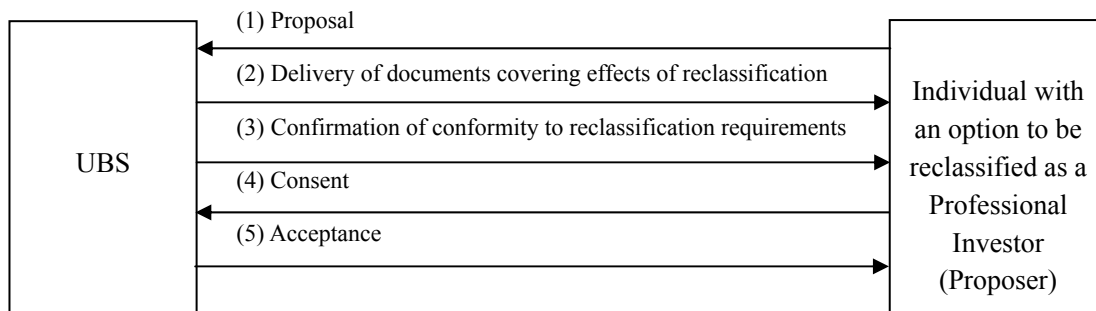 (1) Proposal
(2) Delivery of documents covering effects of reclassification
(3) Confirmation of conformity to reclassification requirements
(4) Consent
(5) Acceptance
UBS
Individual with
an option to be
reclassified as a
Professional
Investor
(Proposer)